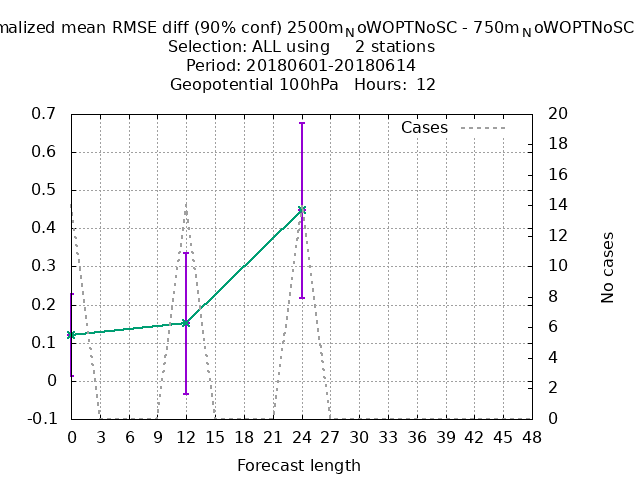 malized mean RMSE diff (90% conf) 2500mNoWOPTNoSC - 750mNoWOPTNoSC
Selection: ALL using 2 stations
Period: 20180601-20180614
Geopotential 100hPa Hours: 12
Cases
0.7
0.6
0.5
0.4
0.3
0.2
0.1
0
-0.1
20
18
16
14
12
10
8
6
4
2
0
No cases
0 3 6 9 12 15 18 21 24 27 30 33 36 39 42 45 48
Forecast length